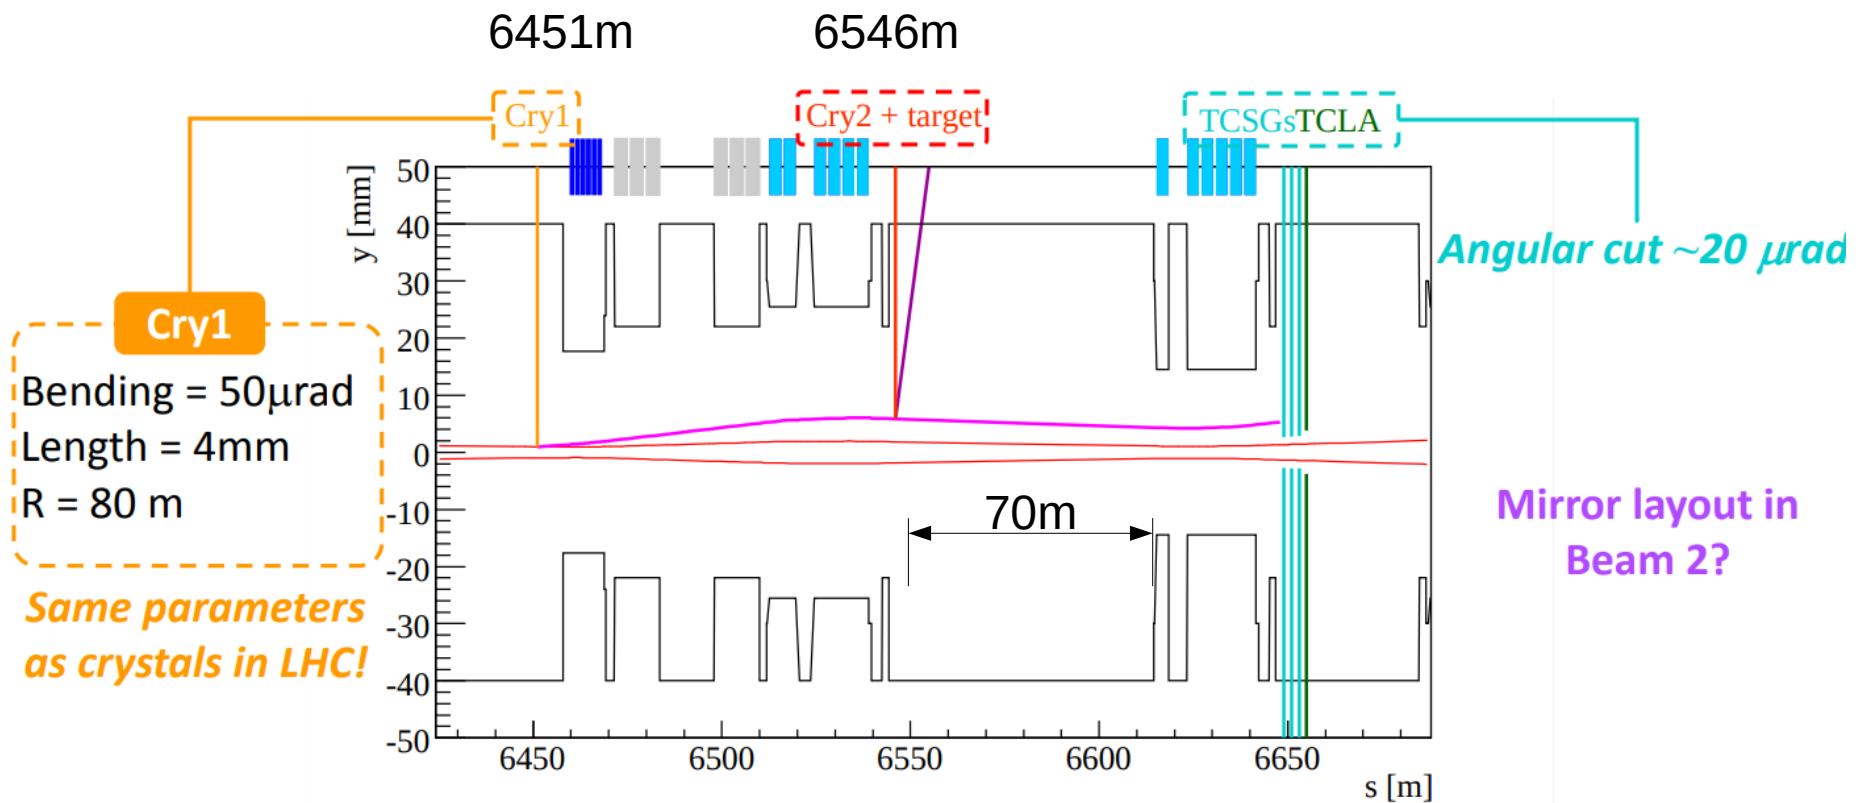 6451m
6546m
Cry1
Cry2 + target
TCSGsTCLA
50
40
30
20
10
0
-10
-20
-30
-40
-50
y [mm]
6450
6500
6550
6600
6650
s [m]
70m
Cry1
Bending = 50μrad
Length = 4mm
R = 80 m
Same parameters
as crystals in LHC!
Angular cut ~20 μrad
Mirror layout in
Beam 2?